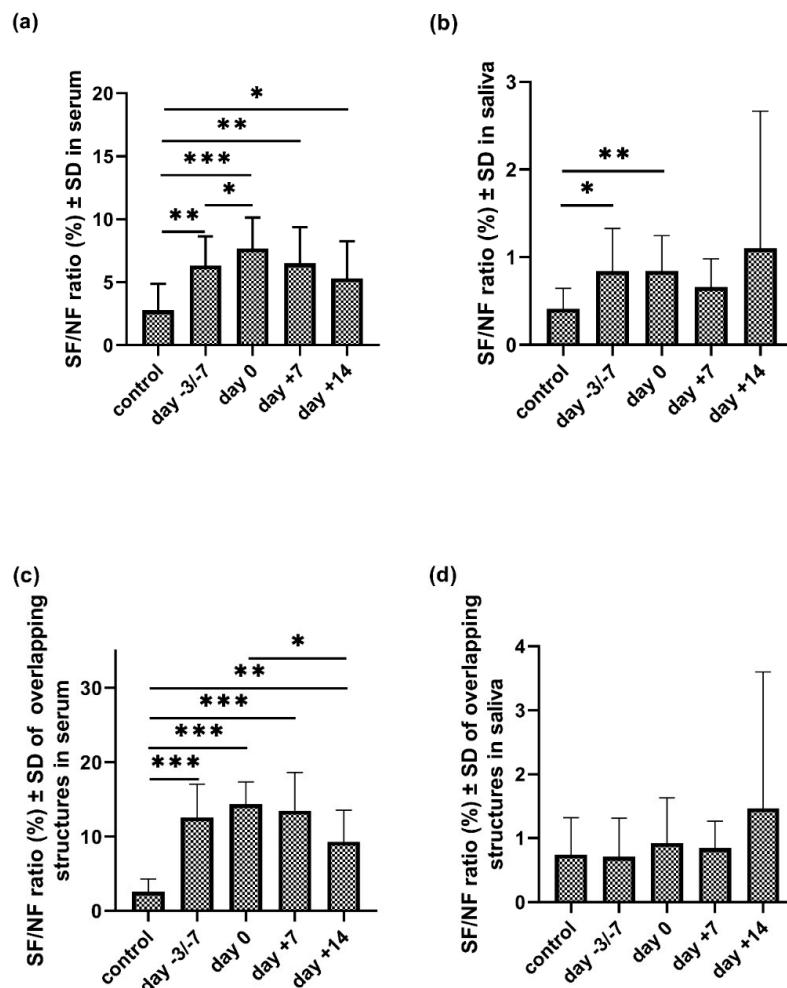 (a)
SF/NF ratio (%) ± SD in serum
20
15
10
5
0
*
**
***
*
**
control
day -3/-7
day 0
day +7
day +14
(b)
SF/NF ratio (%) ± SD in saliva
3
2
1
0
**
*
control
day -3/-7
day 0
day +7
day +14
(c)
SF/NF ratio (%) ± SD of overlapping
structures in serum
30
20
10
0
*
**
***
***
***
control
day -3/-7
day 0
day +7
day +14
(d)
SF/NF ratio (%) ± SD of overlapping
structures in saliva
4
3
2
1
0
control
day -3/-7
day 0
day +7
day +14